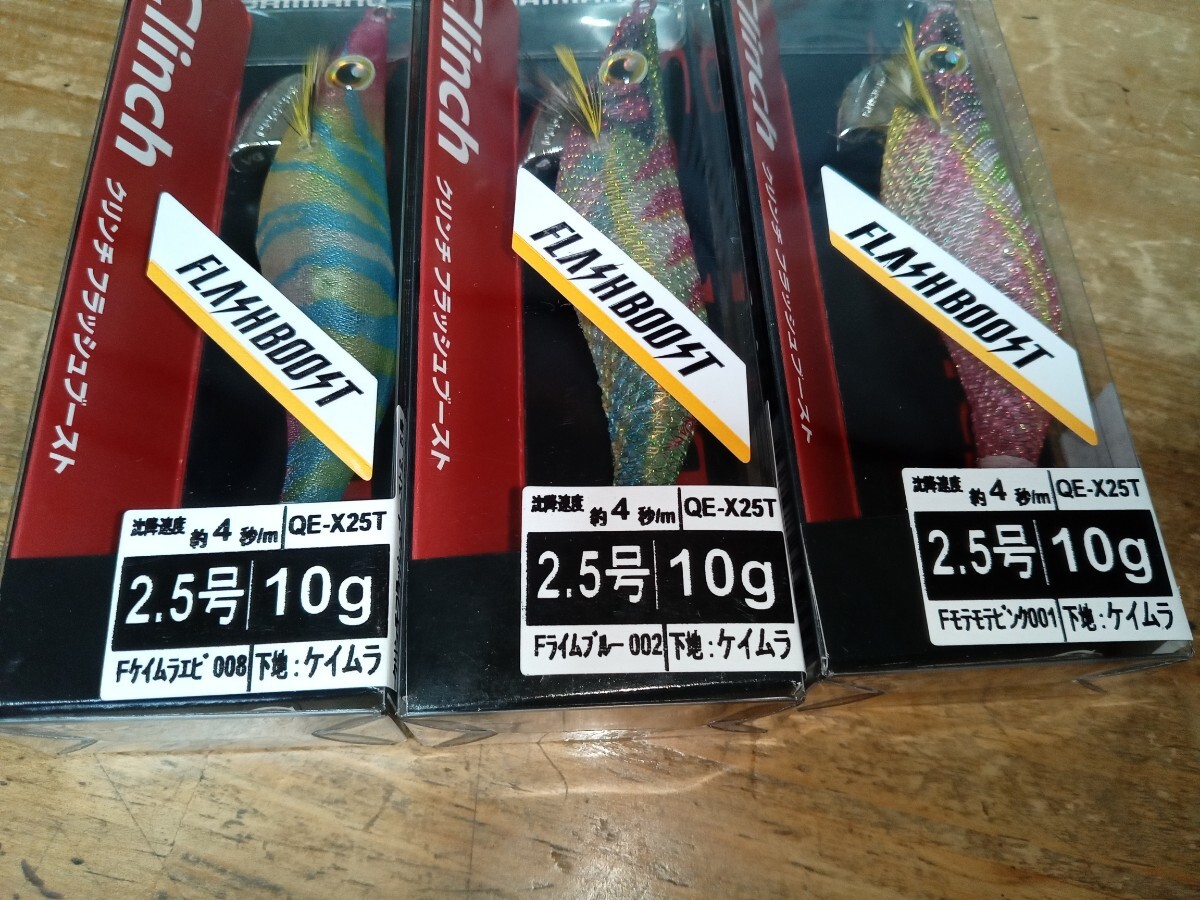 Clinch
クリンチ フラッシュブースト
FLASHBOOST
沈降速度 約4秒/m QE-X25T
2.5号 10g
Fケイムラエビ 008 下地:ケイムラ
Clinch
クリンチ フラッシュブースト
FLASHBOOST
沈降速度 約4秒/m QE-X25T
2.5号 10g
Fライムブルー 002 下地:ケイムラ
Clinch
クリンチ フラッシュブースト
FLASHBOOST
沈降速度 約4秒/m QE-X25T
2.5号 10g
Fモテモテピンク001 下地:ケイムラ